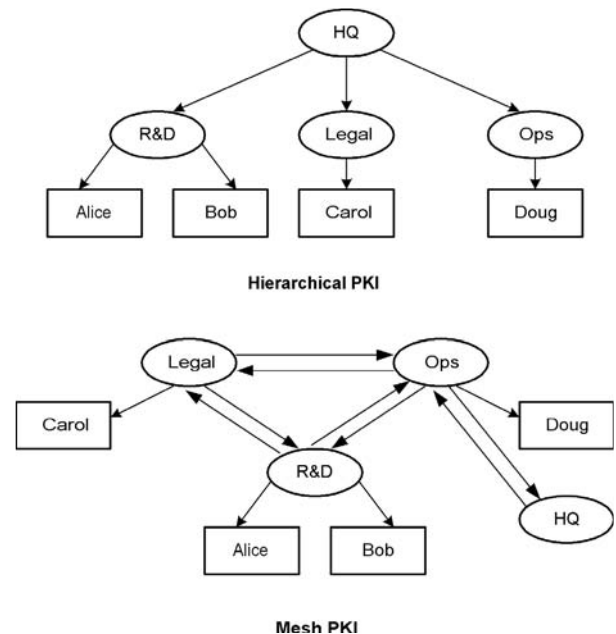 HQ
R&D
Legal
Ops
Alice
Bob
Carol
Doug
Hierarchical PKI
Legal
Ops
Carol
Doug
R&D
HQ
Alice
Bob
Mesh PKI